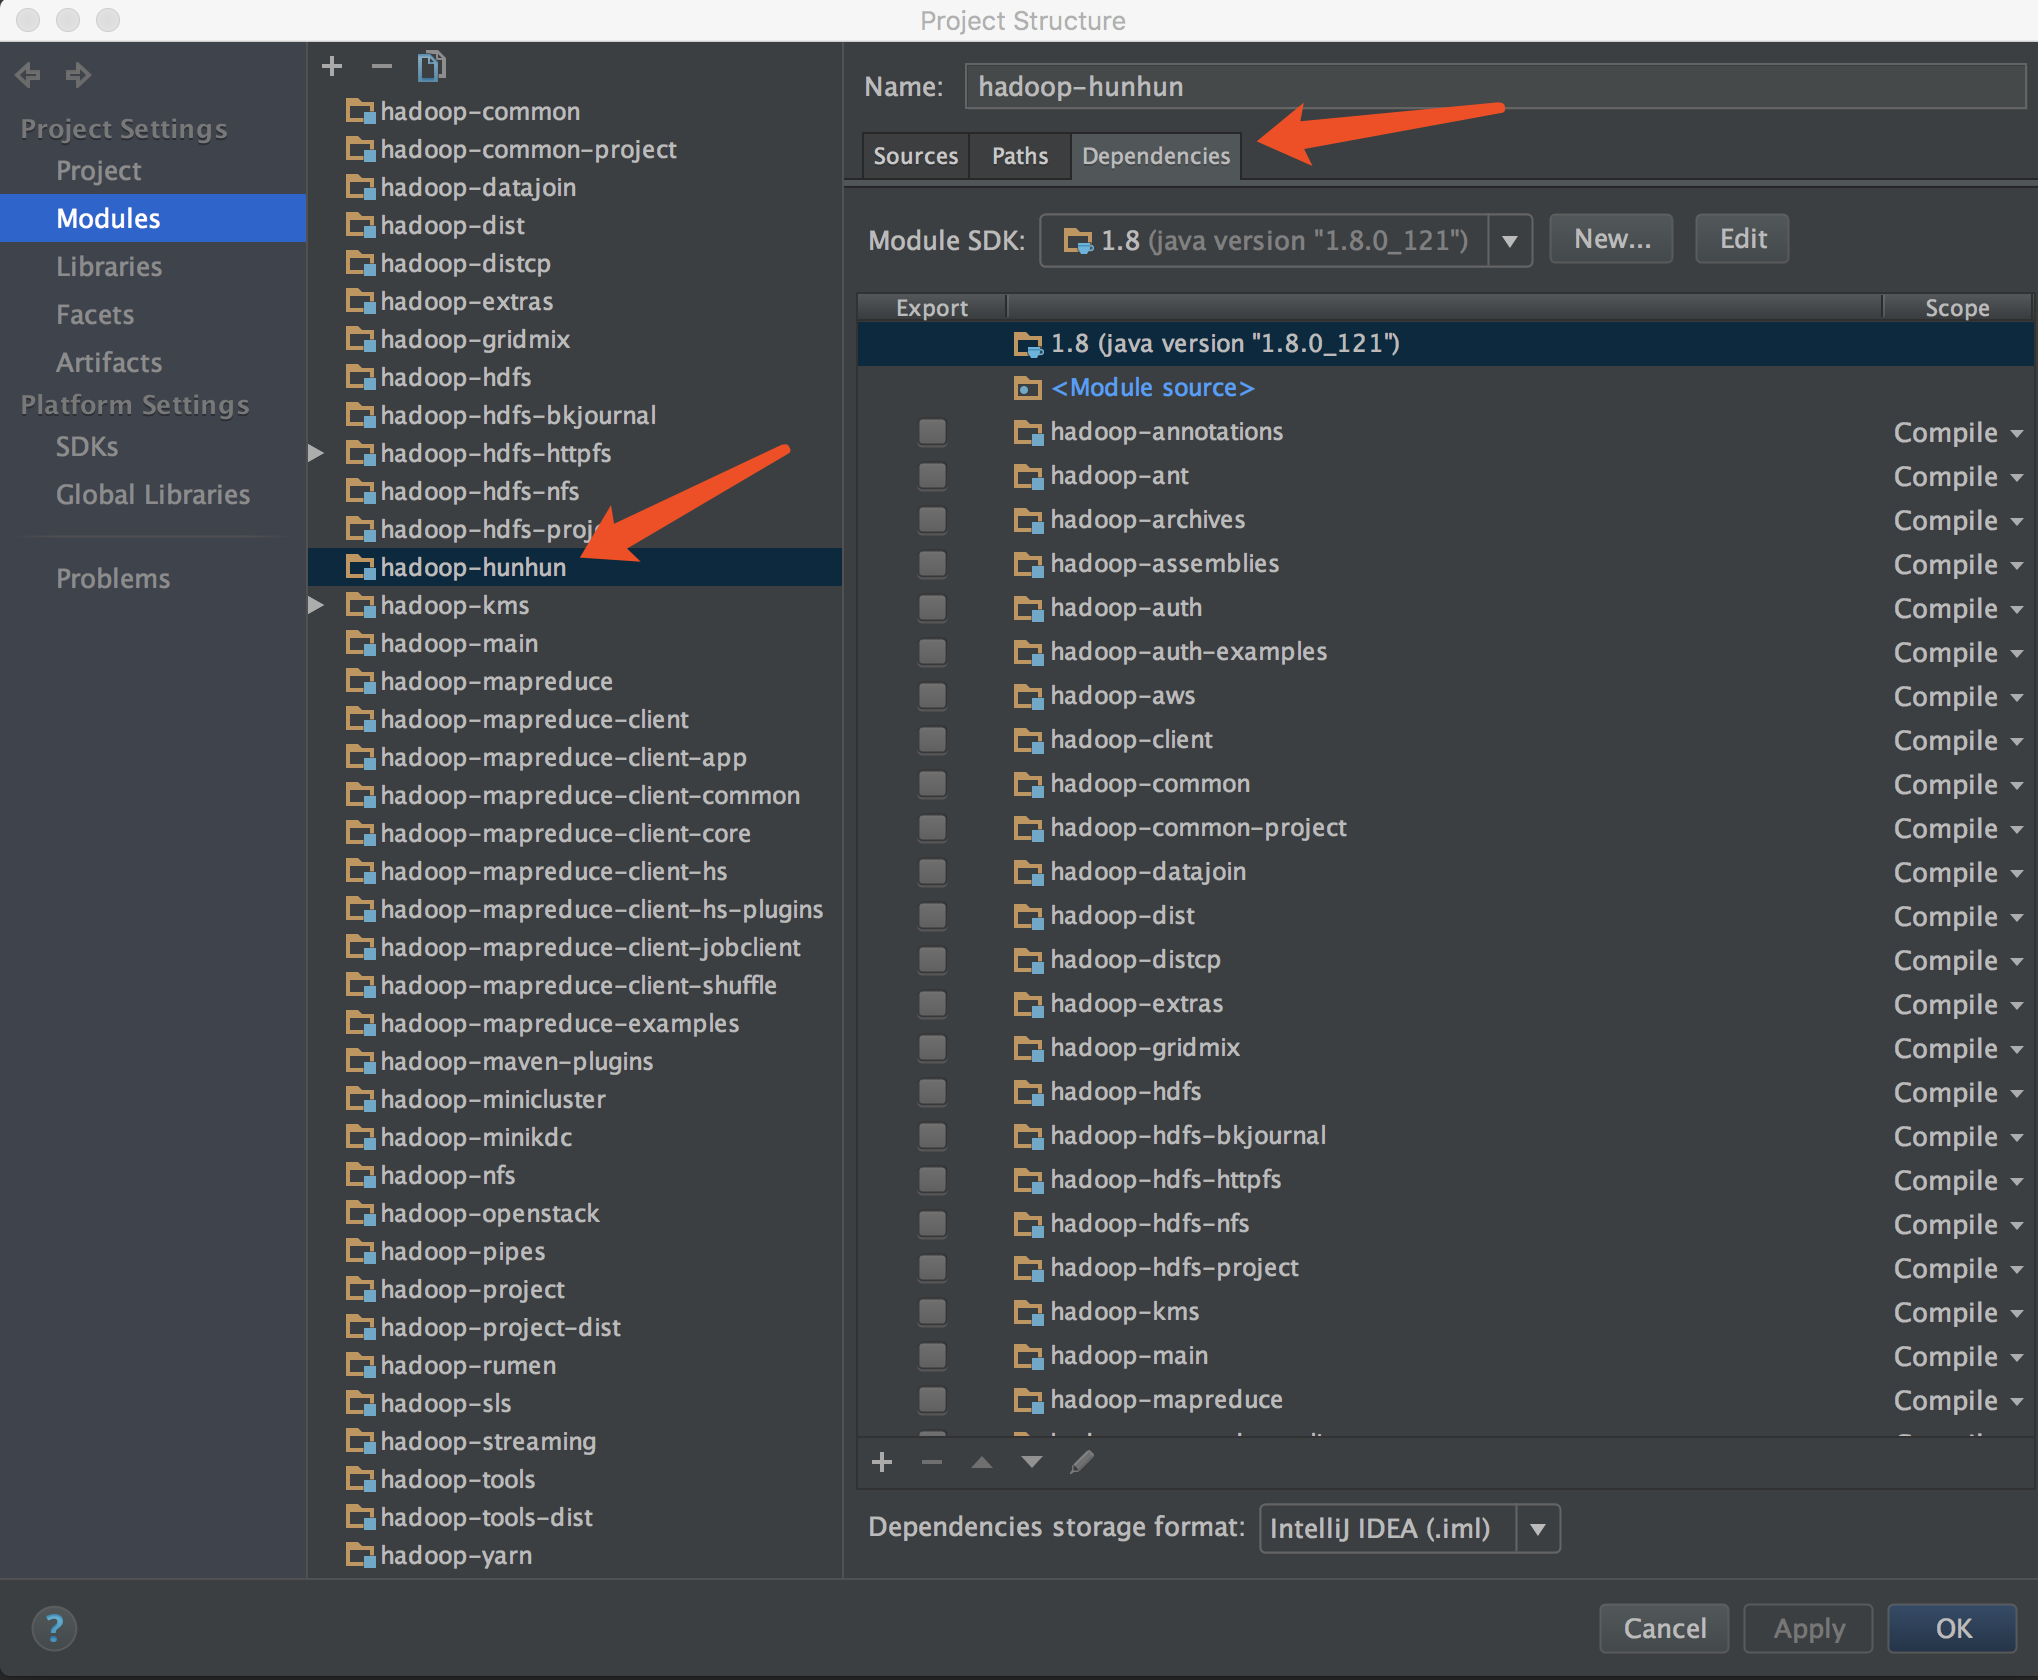 Project Structure
Project Settings
Project
Modules
Libraries
Facets
Artifacts
Platform Settings
SDKs
Global Libraries
Problems
hadoop-common
hadoop-common-project
hadoop-datajoin
hadoop-dist
hadoop-distcp
hadoop-extras
hadoop-gridmix
hadoop-hdfs
hadoop-hdfs-bkjournal
hadoop-hdfs-httpfs
hadoop-hdfs-nfs
hadoop-hdfs-proje
hadoop-hunhun
hadoop-kms
hadoop-main
hadoop-mapreduce
hadoop-mapreduce-client
hadoop-mapreduce-client-app
hadoop-mapreduce-client-common
hadoop-mapreduce-client-core
hadoop-mapreduce-client-hs
hadoop-mapreduce-client-hs-plugins
hadoop-mapreduce-client-jobclient
hadoop-mapreduce-client-shuffle
hadoop-mapreduce-examples
hadoop-maven-plugins
hadoop-minicluster
hadoop-minikdc
hadoop-nfs
hadoop-openstack
hadoop-pipes
hadoop-project
hadoop-project-dist
hadoop-rumen
hadoop-sls
hadoop-streaming
hadoop-tools
hadoop-tools-dist
hadoop-yarn
Name: hadoop-hunhun
Sources Paths Dependencies
Module SDK: 1.8 (java version "1.8.0_121") New... Edit
Export Scope
1.8 (java version "1.8.0_121")
<Module source>
hadoop-annotations Compile
hadoop-ant Compile
hadoop-archives Compile
hadoop-assemblies Compile
hadoop-auth Compile
hadoop-auth-examples Compile
hadoop-aws Compile
hadoop-client Compile
hadoop-common Compile
hadoop-common-project Compile
hadoop-datajoin Compile
hadoop-dist Compile
hadoop-distcp Compile
hadoop-extras Compile
hadoop-gridmix Compile
hadoop-hdfs Compile
hadoop-hdfs-bkjournal Compile
hadoop-hdfs-httpfs Compile
hadoop-hdfs-nfs Compile
hadoop-hdfs-project Compile
hadoop-kms Compile
hadoop-main Compile
hadoop-mapreduce Compile
Dependencies storage format: IntelliJ IDEA (.iml)
? Cancel Apply OK